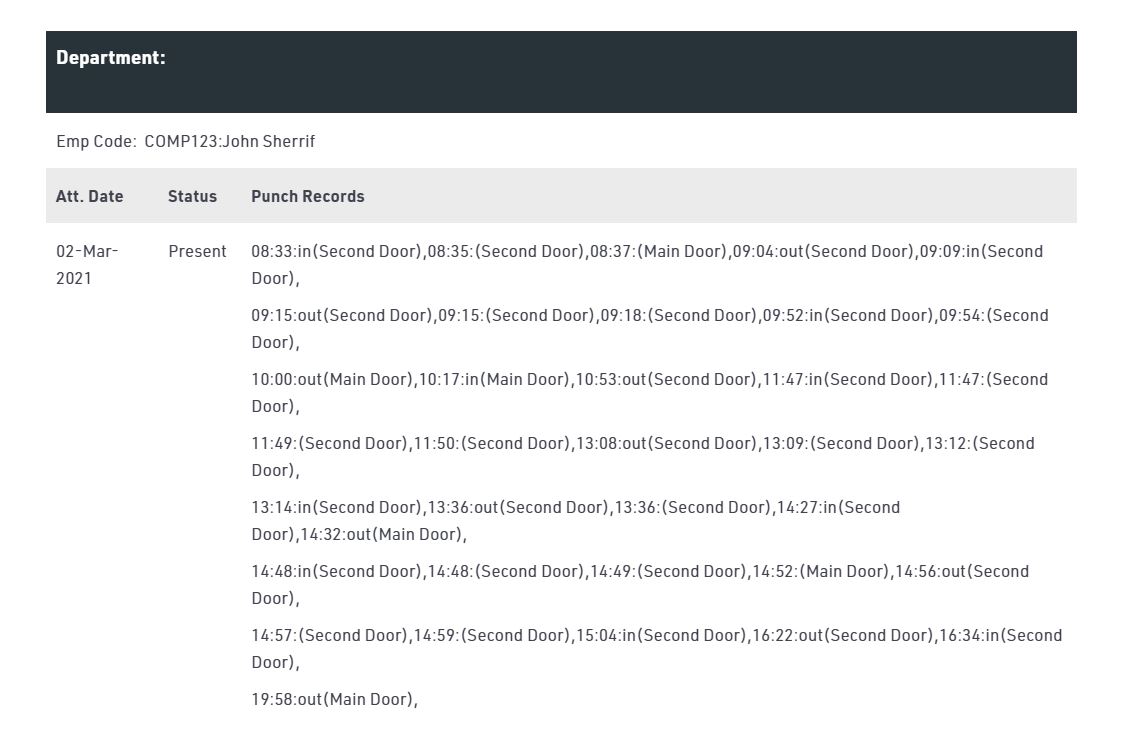 Department:
Emp Code:  COMP123:John Sherrif
Att. Date Status Punch Records
02-Mar- Present 08:33:in(Second Door),08:35:(Second Door),08:37:(Main Door),09:04:out(Second Door),09:09:in(Second
2021 Door),
09:15:out(Second Door),09:15:(Second Door),09:18:(Second Door),09:52:in(Second Door),09:54:(Second
Door),
10:00:out(Main Door),10:17:in(Main Door),10:53:out(Second Door),11:47:in(Second Door),11:47:(Second
Door),
11:49:(Second Door),11:50:(Second Door),13:08:out(Second Door),13:09:(Second Door),13:12:(Second
Door),
13:14:in(Second Door),13:36:out(Second Door),13:36:(Second Door),14:27:in(Second
Door),14:32:out(Main Door),
14:48:in(Second Door),14:48:(Second Door),14:49:(Second Door),14:52:(Main Door),14:56:out(Second
Door),
14:57:(Second Door),14:59:(Second Door),15:04:in(Second Door),16:22:out(Second Door),16:34:in(Second
Door),
19:58:out(Main Door),